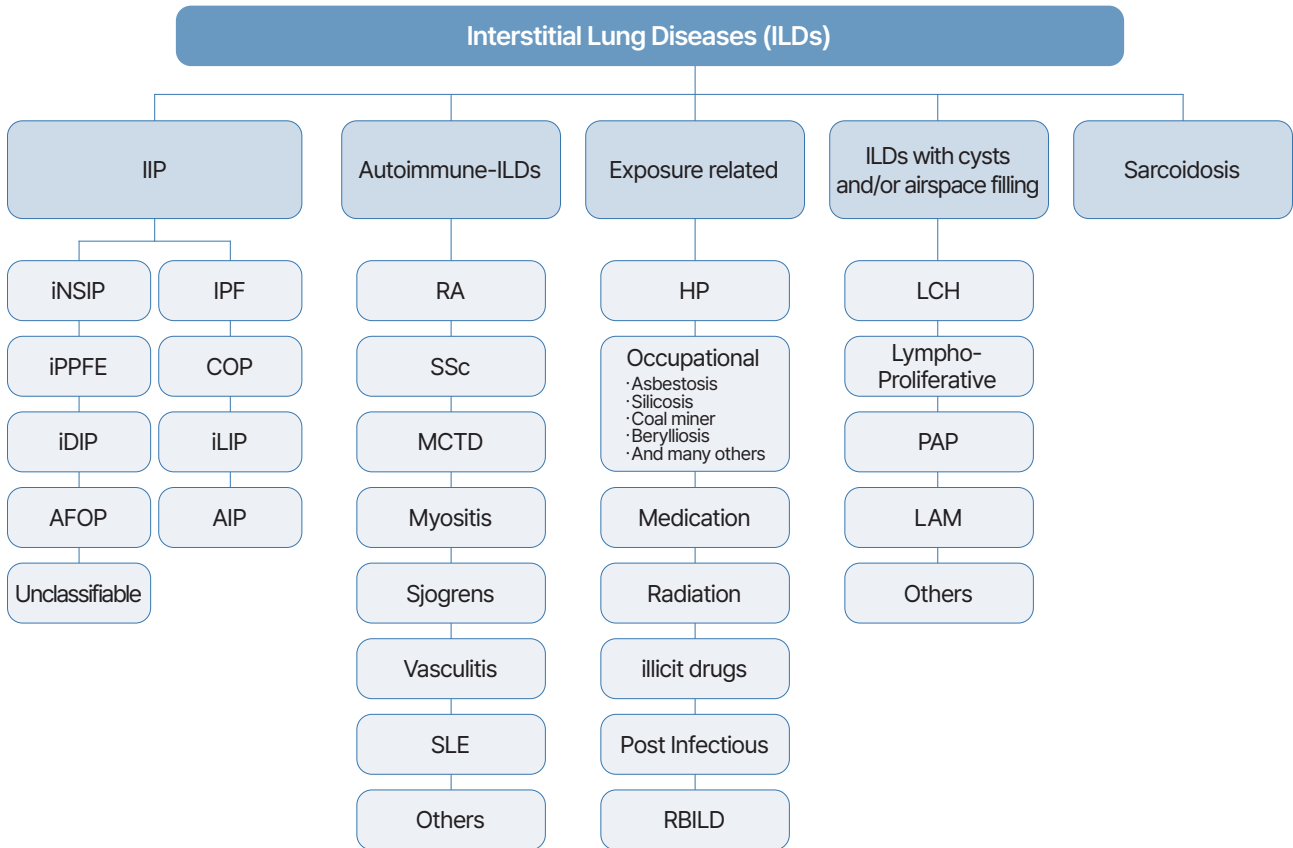 Interstitial Lung Diseases (ILDs)
IIP
iNSIP
iPPFE
iDIP
AFOP
Unclassifiable
IPF
COP
iLIP
AIP
Autoimmune-ILDs
RA
SSc
MCTD
Myositis
Sjogrens
Vasculitis
SLE
Others
Exposure related
HP
Occupational
·Asbestosis
·Silicosis
·Coal miner
·Berylliosis
·And many others
Medication
Radiation
illicit drugs
Post Infectious
RBILD
ILDs with cysts
and/or airspace filling
LCH
Lympho-
Proliferative
PAP
LAM
Others
Sarcoidosis